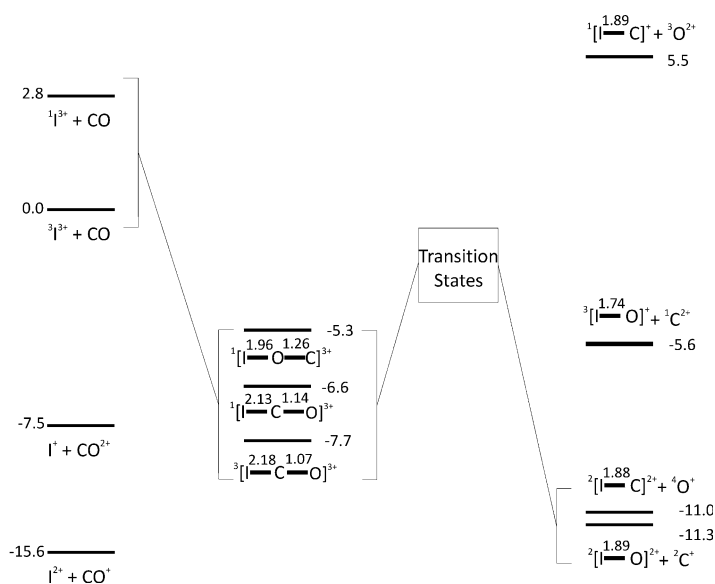 2.8
¹I³⁺ + CO
0.0
³I³⁺ + CO
-7.5
I⁺ + CO²⁺
-15.6
I²⁺ + CO⁺
-5.3
1.96 1.26
¹[I O C]³⁺
-6.6
2.13 1.14
¹[I C O]³⁺
-7.7
2.18 1.07
³[I C O]³⁺
Transition
States
1.89
¹[I C]⁺ + ³O²⁺
5.5
1.74
³[I O]⁺ + ¹C²⁺
-5.6
1.88
²[I C]²⁺ + ⁴O⁺
-11.0
-11.3
1.89
²[I O]²⁺ + ²C⁺